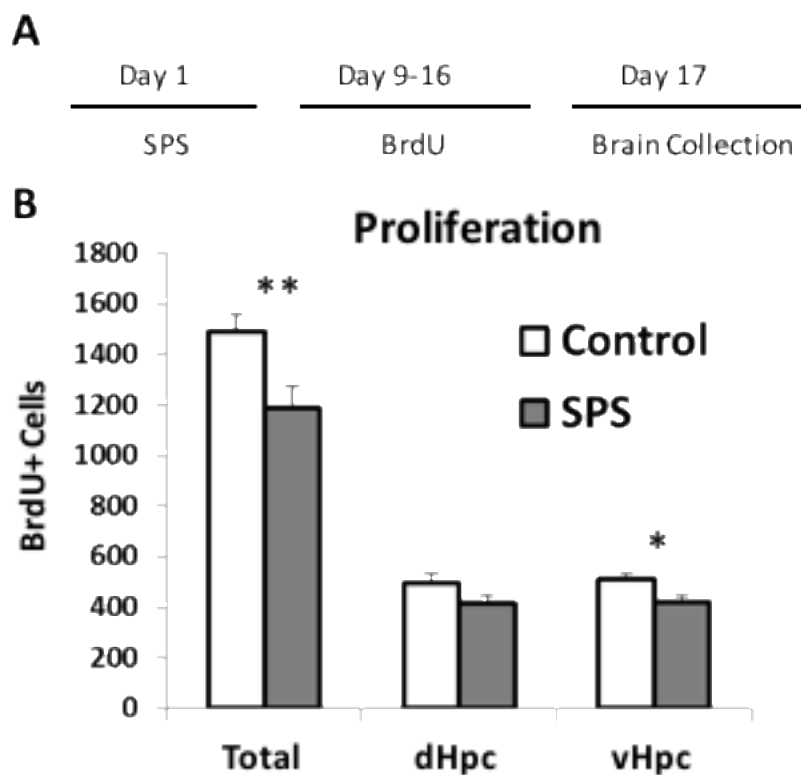 A
Day 1 Day 9-16 Day 17
SPS BrdU Brain Collection
B
Proliferation
1800
1600
1400
1200
1000
800
600
400
200
0
BrdU+ Cells
**
*
Control
SPS
Total dHpc vHpc